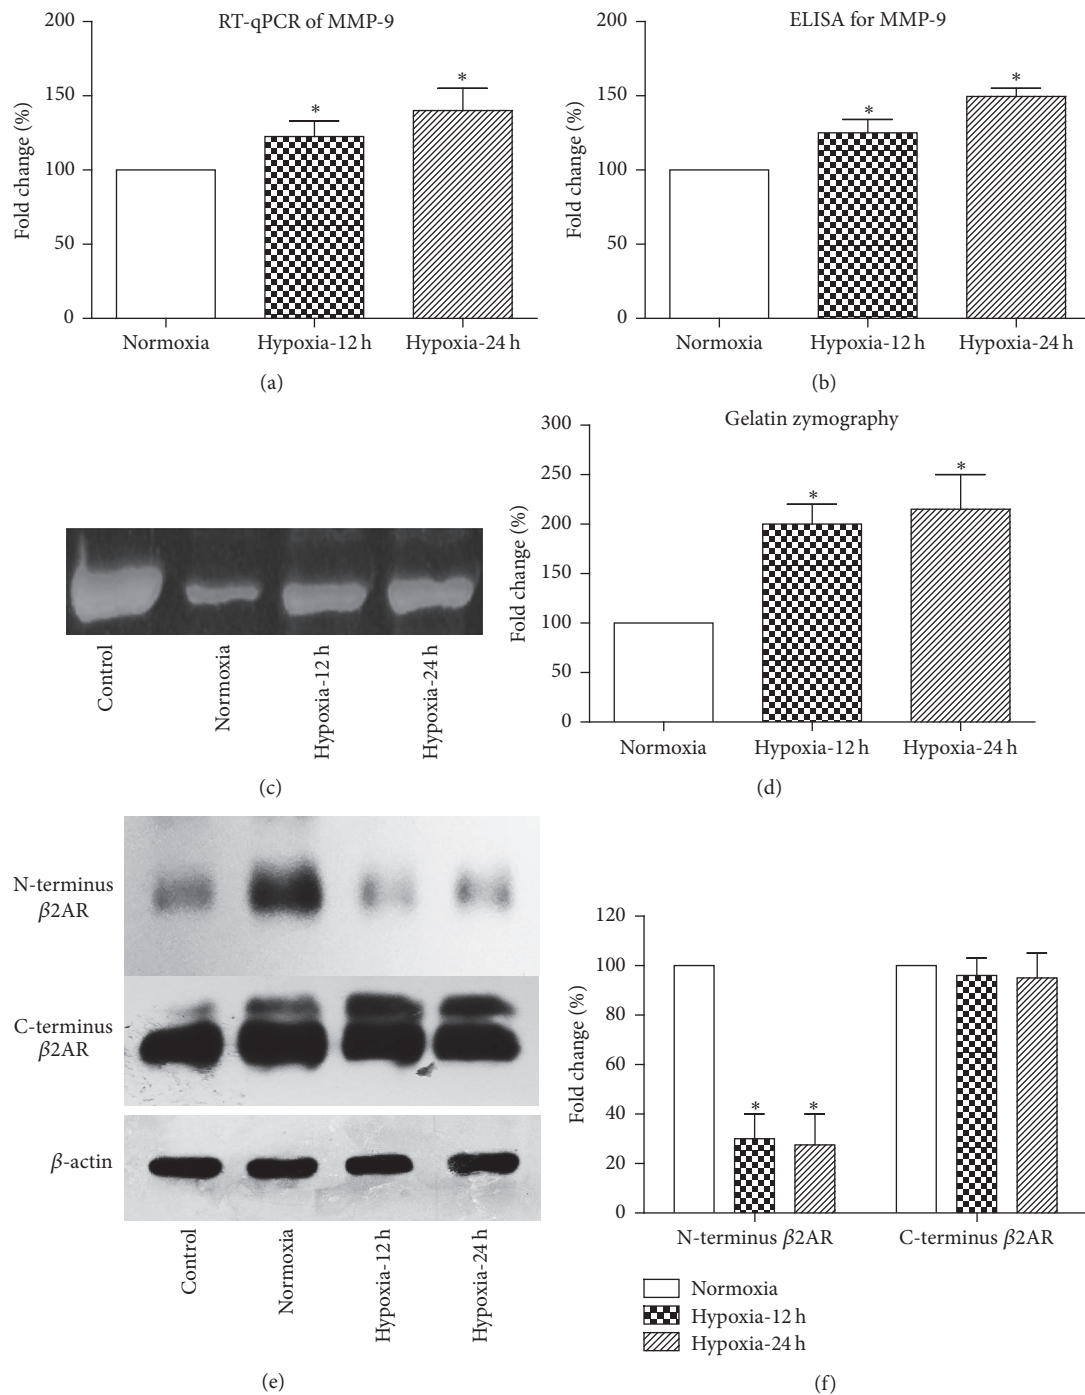 RT-qPCR of MMP-9
200
150
100
50
0
Fold change (%)
*
*
Normoxia
Hypoxia-12 h
Hypoxia-24 h
(a)
ELISA for MMP-9
200
150
100
50
0
Fold change (%)
*
*
Normoxia
Hypoxia-12 h
Hypoxia-24 h
(b)
Control
Normoxia
Hypoxia-12 h
Hypoxia-24 h
(c)
Gelatin zymography
300
250
200
150
100
50
0
Fold change (%)
*
*
Normoxia
Hypoxia-12 h
Hypoxia-24 h
(d)
N-terminus
β2AR
C-terminus
β2AR
β-actin
Control
Normoxia
Hypoxia-12h
Hypoxia-24h
(e)
120
100
80
60
40
20
0
Fold change (%)
*
*
N-terminus β2AR
C-terminus β2AR
Normoxia
Hypoxia-12 h
Hypoxia-24 h
(f)